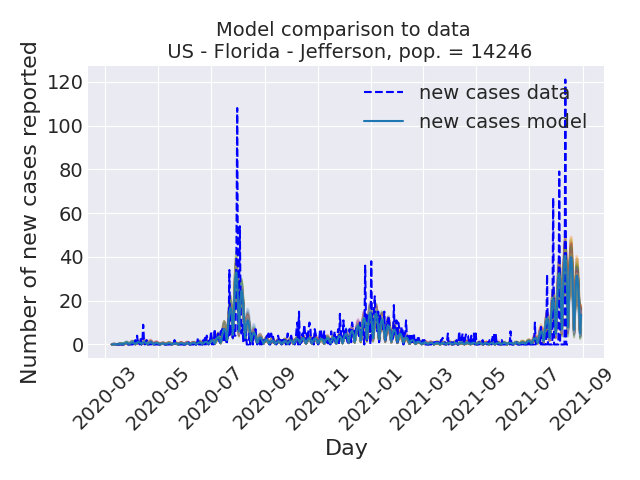 Model comparison to data
US - Florida - Jefferson, pop. = 14246
Number of new cases reported
120
100
80
60
40
20
0
new cases data
new cases model
2020-03
2020-05
2020-07
2020-09
2020-11
2021-01
2021-03
2021-05
2021-07
2021-09
Day